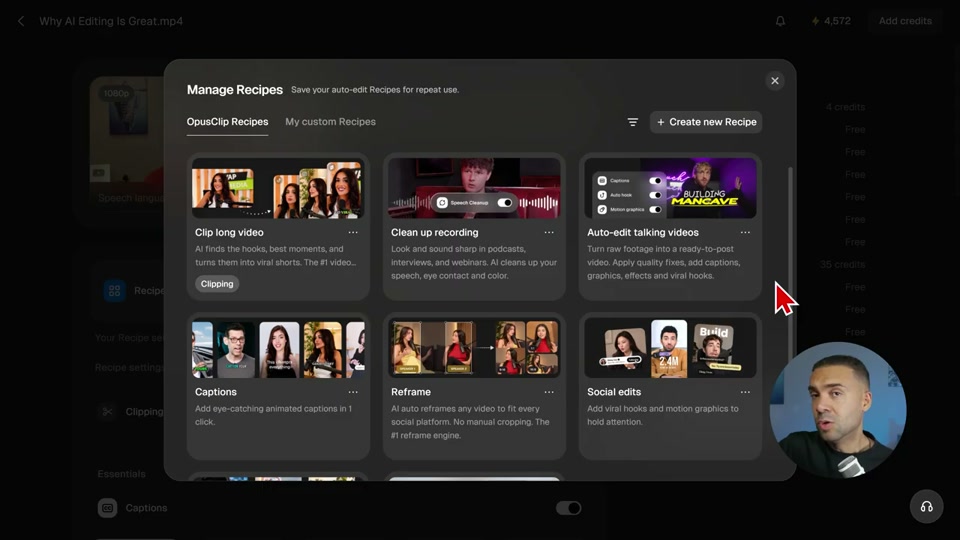 Why AI Editing Is Great.mp4
4,572
Add credits
1080p
Speech langu
Manage Recipes
Save your auto-edit Recipes for repeat use.
OpusClip Recipes
My custom Recipes
+ Create new Recipe
Clip long video
AI finds the hooks, best moments, and
turns them into viral shorts. The #1 video...
Clipping
Speech Cleanup
Clean up recording
Look and sound sharp in podcasts,
interviews, and webinars. AI cleans up your
speech, eye contact and color.
Captions
Auto hook
Motion graphics
BUILDING
MANCAVE
Auto-edit talking videos
Turn raw footage into a ready-to-post
video. Apply quality fixes, add captions,
graphics, effects and viral hooks.
Captions
Add eye-catching animated captions in 1
click.
Reframe
AI auto reframes any video to fit every
social platform. No manual cropping. The
#1 reframe engine.
2.4M
Build
Social edits
Add viral hooks and motion graphics to
hold attention.
4 credits
Free
Free
Free
Free
Free
Free
35 credits
Free
Free
Free
Recipe
Your Recipe se
Recipe settings
Clipping
Essentials
Captions